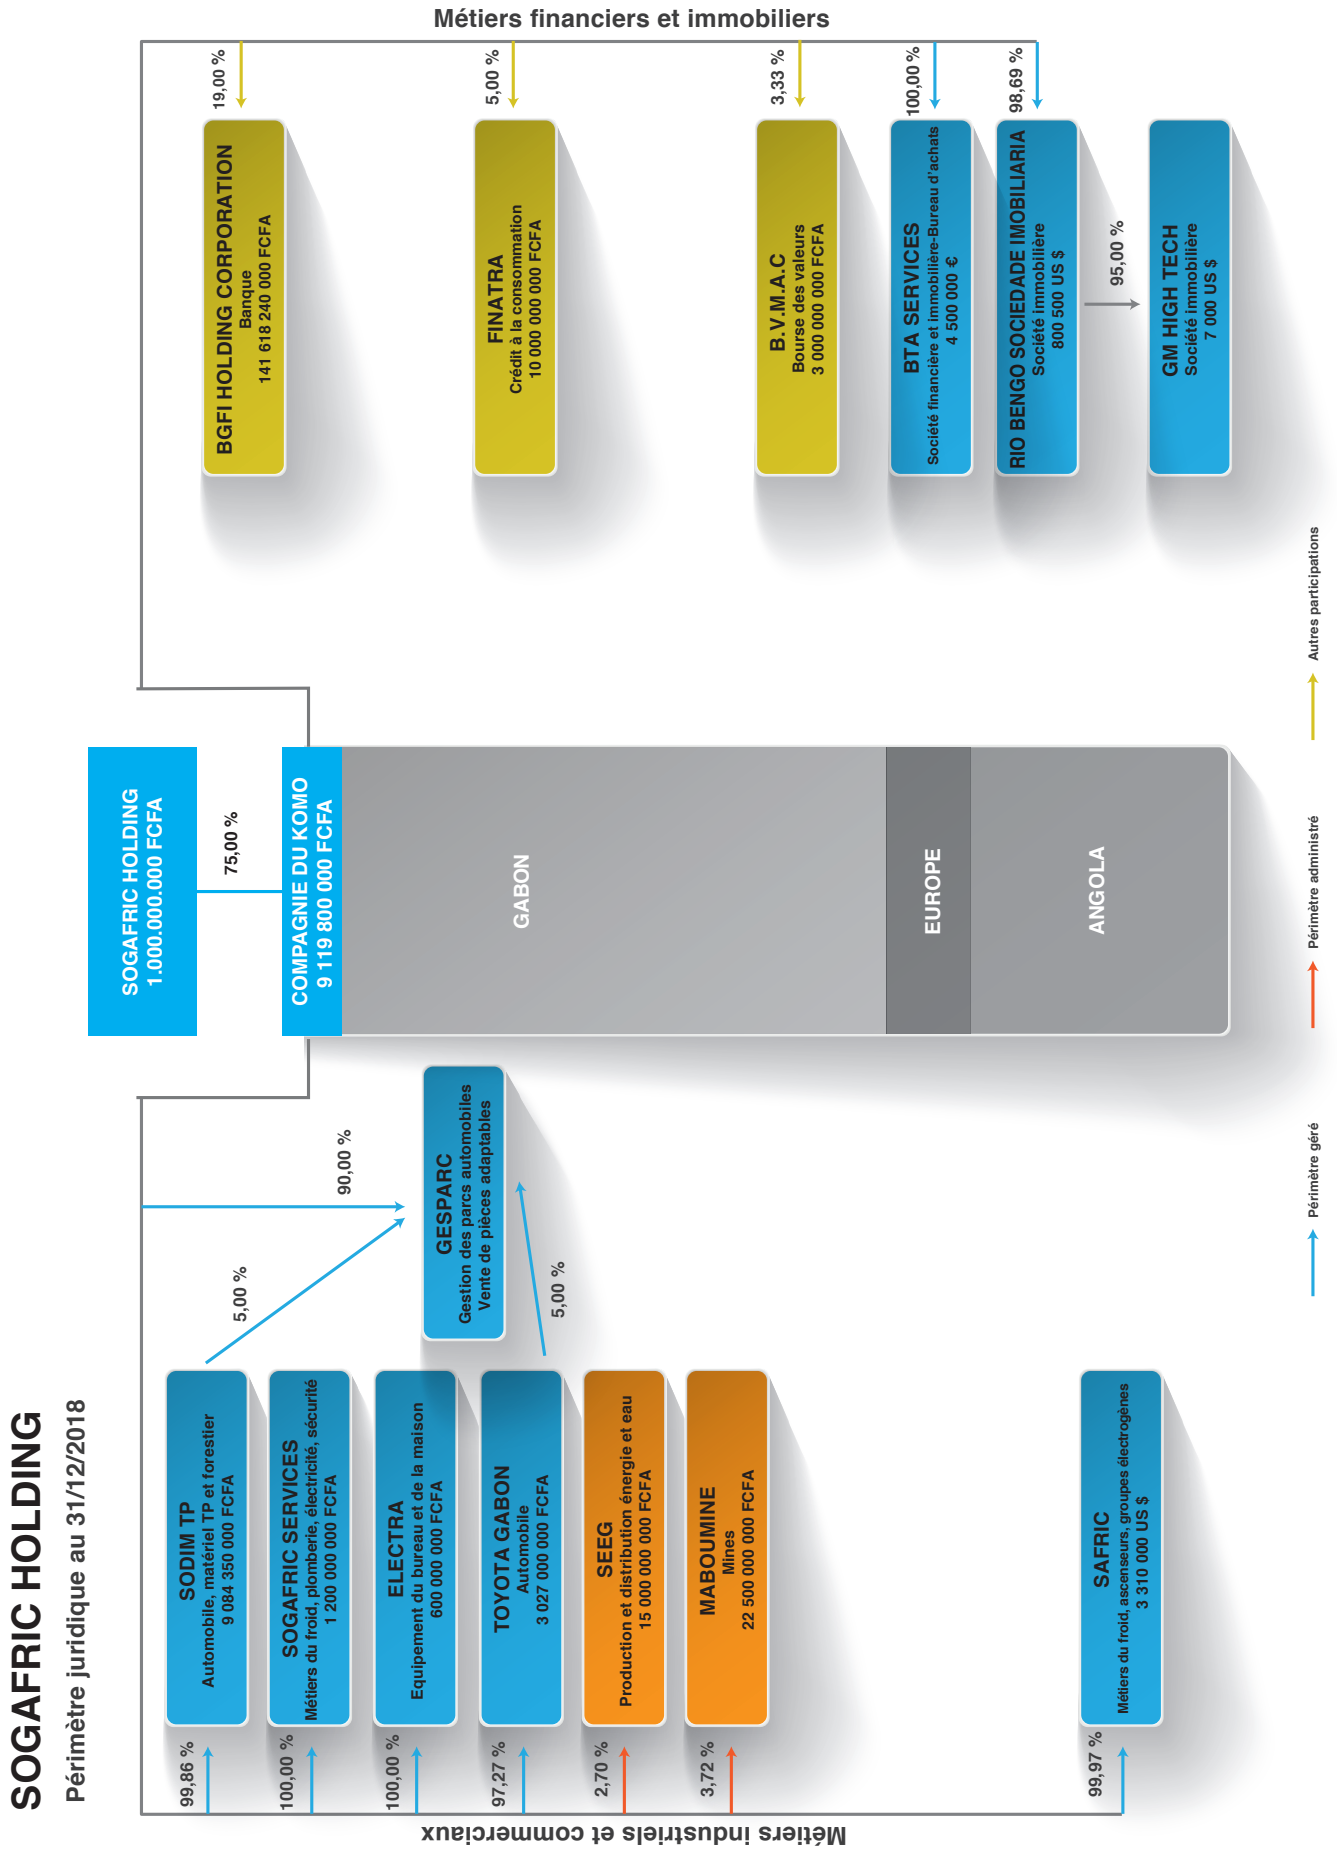 SOGAFRIC HOLDING
Périmètre juridique au 31/12/2018
SOGAFRIC HOLDING
1.000.000.000 FCFA
75,00 %
COMPAGNIE DU KOMO
9 119 800 000 FCFA
GABON
EUROPE
ANGOLA
Métiers industriels et commerciaux
99,86 %
SODIM TP
Automobile, matériel TP et forestier
9 084 350 000 FCFA
100,00 %
SOGAFRIC SERVICES
Métiers du froid, plomberie, électricité, sécurité
1 200 000 000 FCFA
100,00 %
ELECTRA
Equipement du bureau et de la maison
600 000 000 FCFA
97,27 %
TOYOTA GABON
Automobile
3 027 000 000 FCFA
2,70 %
SEEG
Production et distribution énergie et eau
15 000 000 000 FCFA
3,72 %
MABOUMINE
Mines
22 500 000 000 FCFA
99,97 %
SAFRIC
Métiers du froid, ascenseurs, groupes électrogènes
3 310 000 US $
5,00 %
90,00 %
GESPARC
Gestion des parcs automobiles
Vente de pièces adaptables
5,00 %
Métiers financiers et immobiliers
19,00 %
BGFI HOLDING CORPORATION
Banque
141 618 240 000 FCFA
5,00 %
FINATRA
Crédit à la consommation
10 000 000 000 FCFA
3,33 %
B.V.M.A.C
Bourse des valeurs
3 000 000 000 FCFA
100,00 %
BTA SERVICES
Société financière et immobilière-Bureau d'achats
4 500 000 €
98,69 %
RIO BENGO SOCIEDADE IMOBILIARIA
Société immobilière
800 500 US $
95,00 %
GM HIGH TECH
Société immobilière
7 000 US $
Périmètre géré
Périmètre administré
Autres participations